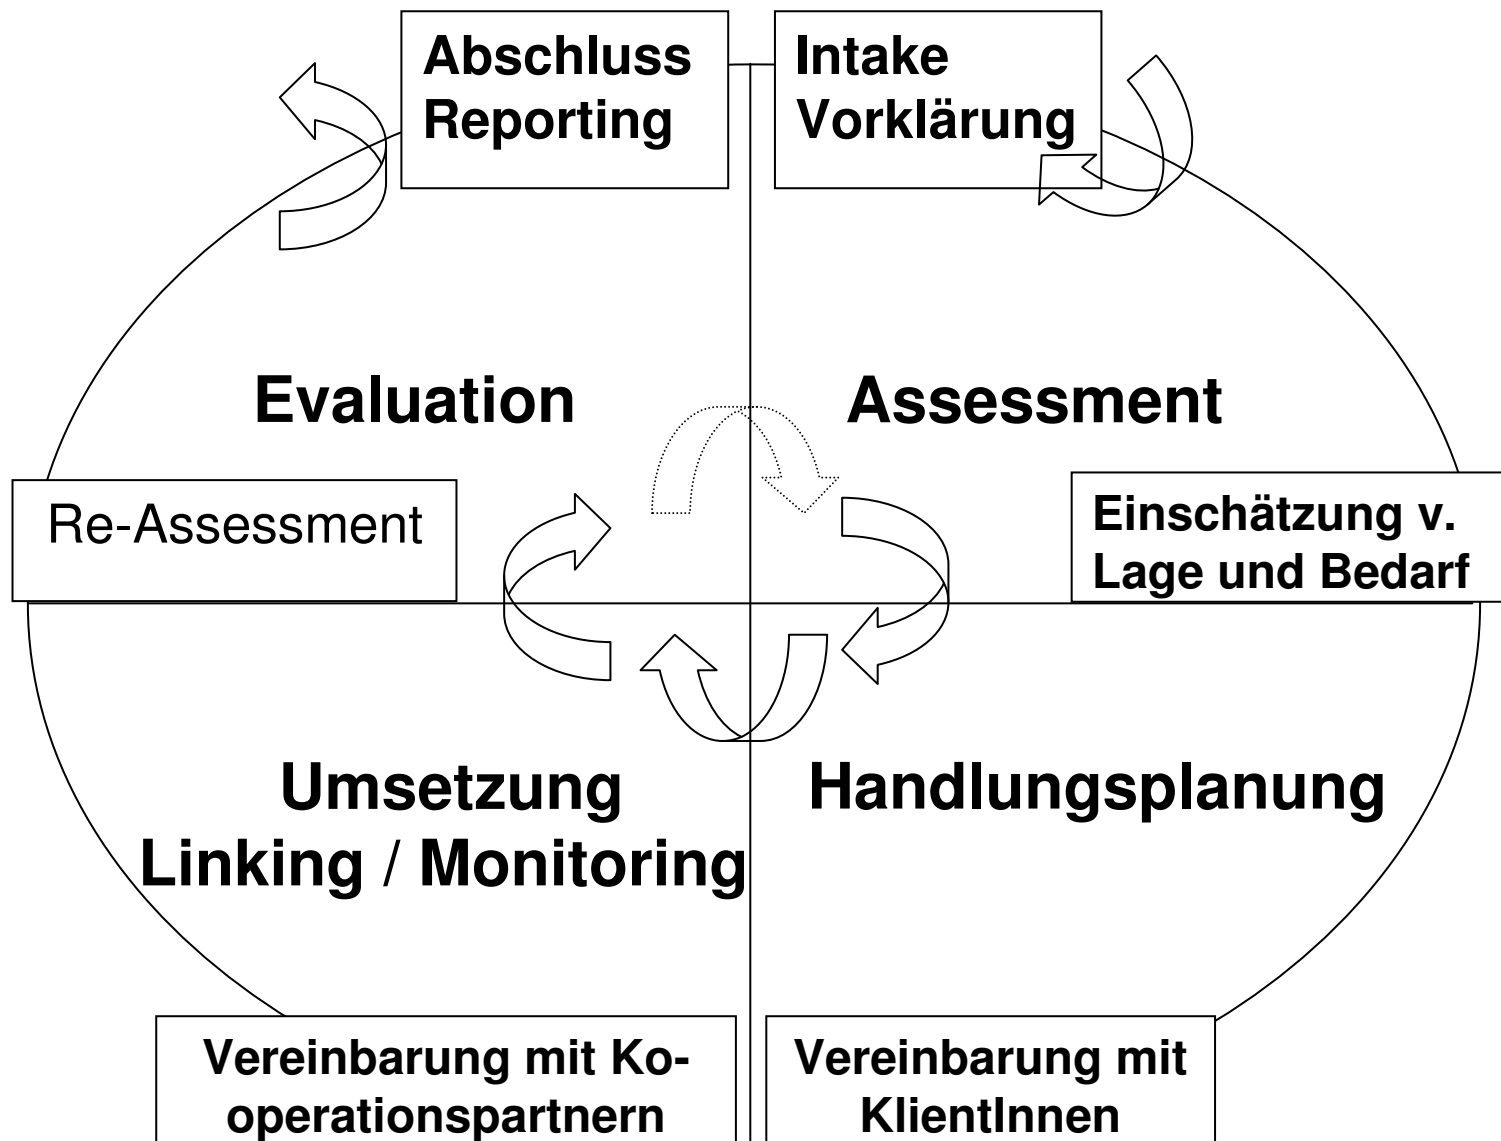 Abschluss
Reporting
Intake
Vorklärung
Evaluation
Assessment
Re-Assessment
Einschätzung v.
Lage und Bedarf
Umsetzung
Linking / Monitoring
Handlungsplanung
Vereinbarung mit Ko-
operationspartnern
Vereinbarung mit
KlientInnen